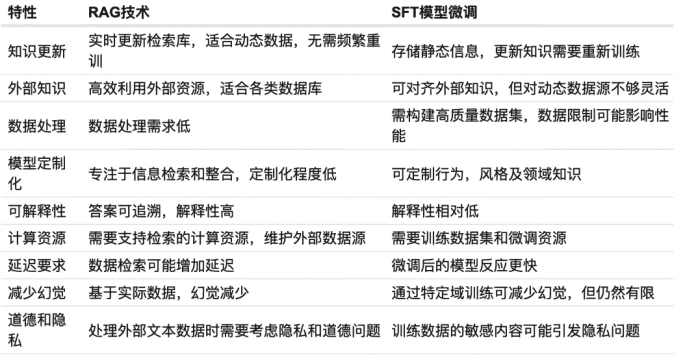 特性 RAG技术 SFT模型微调
知识更新 实时更新检索库，适合动态数据，无需频繁重训 存储静态信息，更新知识需要重新训练
外部知识 高效利用外部资源，适合各类数据库 可对齐外部知识，但对动态数据源不够灵活
数据处理 数据处理需求低 需构建高质量数据集，数据限制可能影响性能
模型定制化 专注于信息检索和整合，定制化程度低 可定制行为，风格及领域知识
可解释性 答案可追溯，解释性高 解释性相对低
计算资源 需要支持检索的计算资源，维护外部数据源 需要训练数据集和微调资源
延迟要求 数据检索可能增加延迟 微调后的模型反应更快
减少幻觉 基于实际数据，幻觉减少 通过特定域训练可减少幻觉，但仍然有限
道德和隐私 处理外部文本数据时需要考虑隐私和道德问题 训练数据的敏感内容可能引发隐私问题